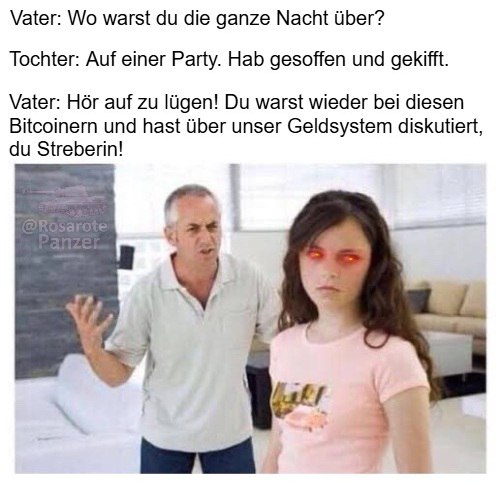 Vater: Wo warst du die ganze Nacht über?
Tochter: Auf einer Party. Hab gesoffen und gekifft.
Vater: Hör auf zu lügen! Du warst wieder bei diesen
Bitcoinern und hast über unser Geldsystem diskutiert,
du Streberin!
@Rosarote
Panzer